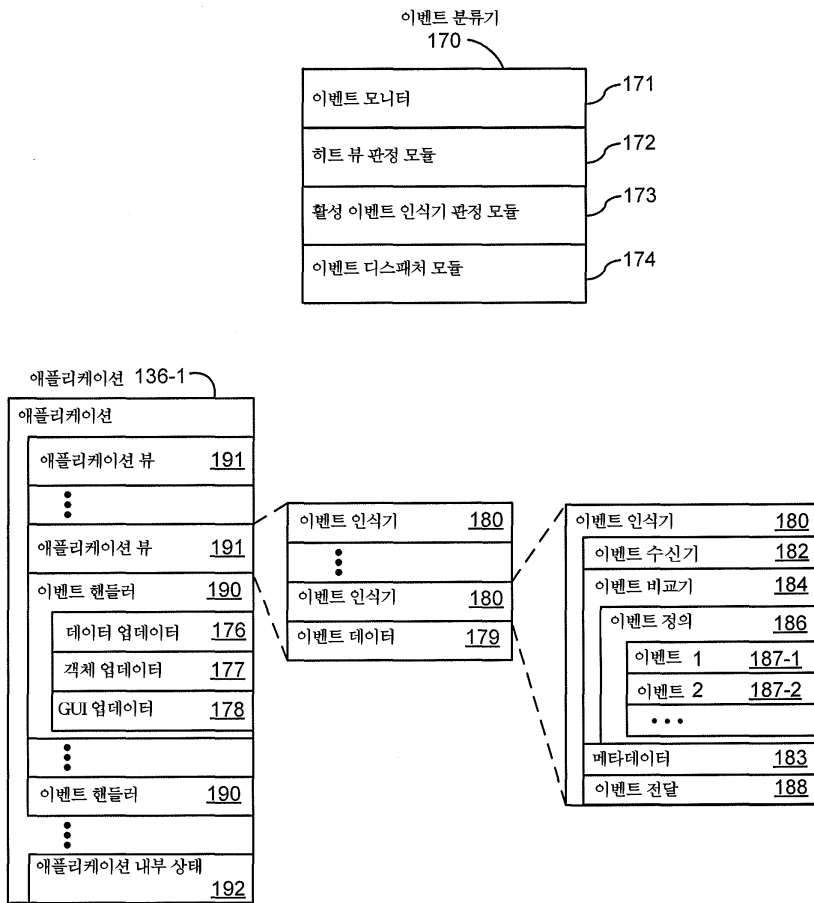 이벤트 분류기
170
이벤트 모니터 171
히트 뷰 판정 모듈 172
활성 이벤트 인식기 판정 모듈 173
이벤트 디스패처 모듈 174
애플리케이션 136-1
애플리케이션
애플리케이션 뷰 191
애플리케이션 뷰 191
이벤트 핸들러 190
데이터 업데이터 176
객체 업데이터 177
GUI 업데이터 178
이벤트 핸들러 190
애플리케이션 내부 상태
192
이벤트 인식기 180
이벤트 인식기 180
이벤트 데이터 179
이벤트 인식기 180
이벤트 수신기 182
이벤트 비교기 184
이벤트 정의 186
이벤트 1 187-1
이벤트 2 187-2
메타데이터 183
이벤트 전달 188